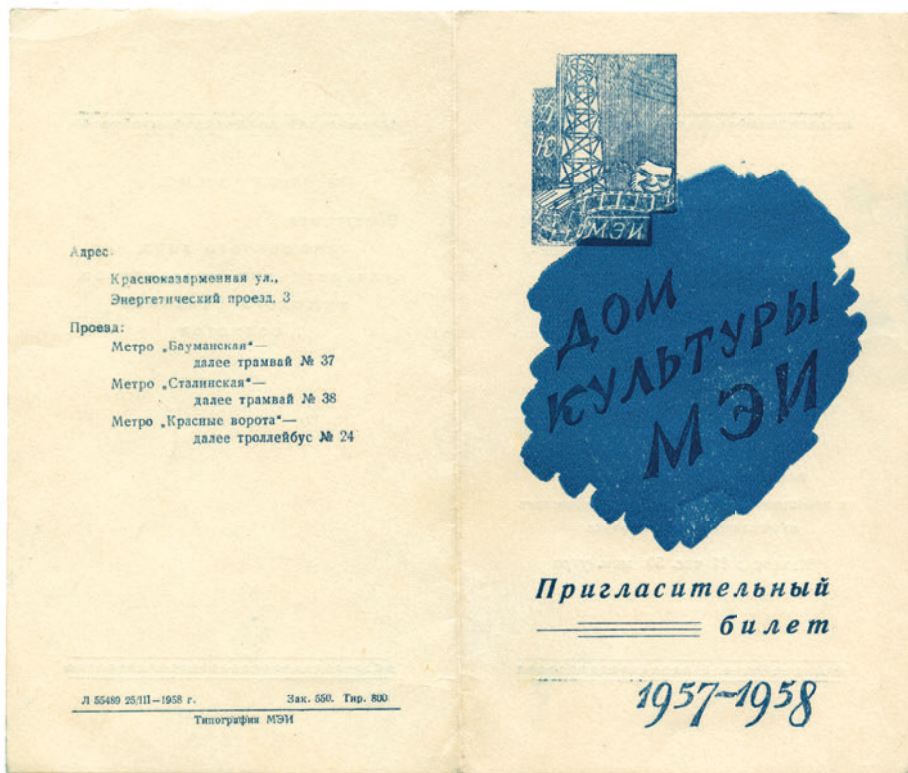 Адрес:
Красноказарменная ул.,
Энергетический проезд, 3
Проезд:
Метро „Бауманская“—
далее трамвай № 37
Метро „Сталинская“—
далее трамвай № 38
Метро „Красные ворота“—
далее троллейбус № 24
Л 55489 25/III—1958 г. Зак. 550. Тир. 800
Типография МЭИ
МЭИ
ДОМ
КУЛЬТУРЫ
МЭИ
Пригласительный
билет
1957-1958